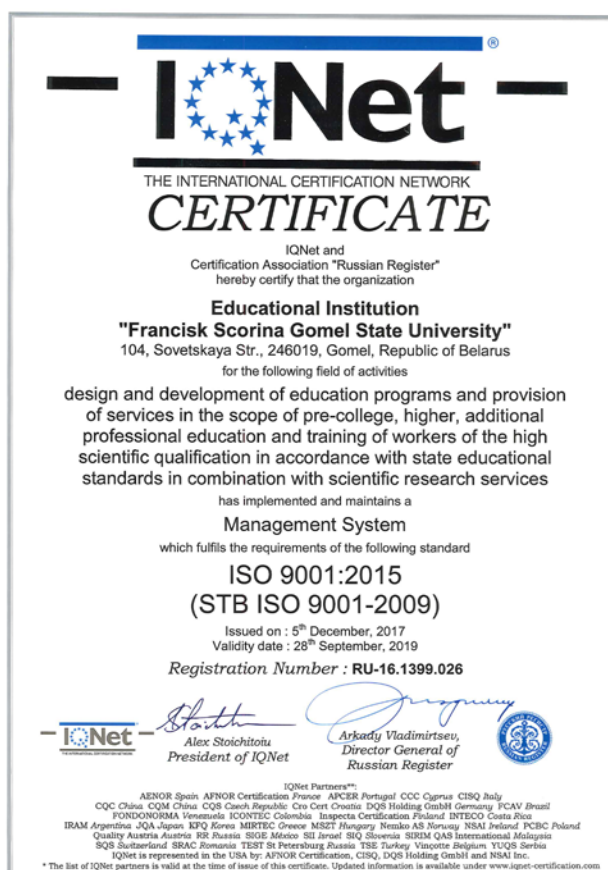 IQNet ®
THE INTERNATIONAL CERTIFICATION NETWORK
CERTIFICATE
IQNet and
Certification Association "Russian Register"
hereby certify that the organization
Educational Institution
"Francisk Scorina Gomel State University"
104, Sovetskaya Str., 246019, Gomel, Republic of Belarus
for the following field of activities
design and development of education programs and provision
of services in the scope of pre-college, higher, additional
professional education and training of workers of the high
scientific qualification in accordance with state educational
standards in combination with scientific research services
has implemented and maintains a
Management System
which fulfils the requirements of the following standard
ISO 9001:2015
(STB ISO 9001-2009)
Issued on : 5th December, 2017
Validity date : 28th September, 2019
Registration Number : RU-16.1399.026
IQNet
THE INTERNATIONAL CERTIFICATION NETWORK
Alex Stoichitoiu
President of IQNet
Arkady Vladimirtsev,
Director General of
Russian Register
IQNet Partners**:
AENOR Spain AFNOR Certification France APCER Portugal CCC Cyprus CISQ Italy
CQC China CQM China CQS Czech Republic Cro Cert Croatia DQS Holding GmbH Germany FCAV Brazil
FONDONORMA Venezuela ICONTEC Colombia Inspecta Certification Finland INTECO Costa Rica
IRAM Argentina JQA Japan KFQ Korea MIRTEC Greece MSZT Hungary Nemko AS Norway NSAI Ireland PCBC Poland
Quality Austria Austria RR Russia SIGE México SII Israel SIQ Slovenia SIRIM QAS International Malaysia
SQS Switzerland SRAC Romania TEST St Petersburg Russia TSE Turkey Vinçotte Belgium YUQS Serbia
IQNet is represented in the USA by: AFNOR Certification, CISQ, DQS Holding GmbH and NSAI Inc.
* The list of IQNet partners is valid at the time of issue of this certificate. Updated information is available under www.iqnet-certification.com